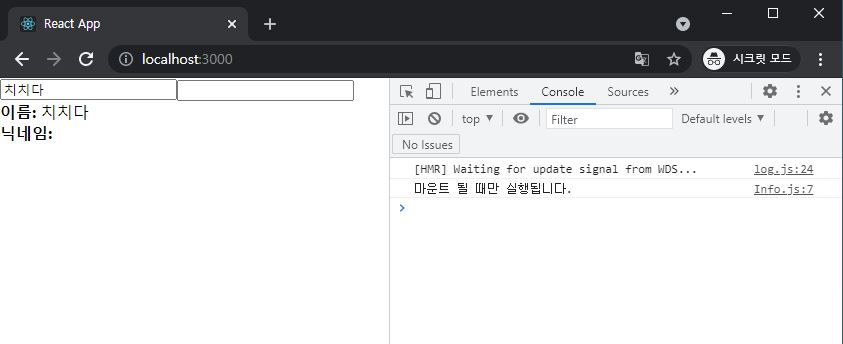 React App
localhost:3000
시크릿 모드
치치다
이름: 치치다
닉네임:
Elements Console Sources
top Filter Default levels
No Issues
[HMR] Waiting for update signal from WDS... log.js:24
마운트 될 때만 실행됩니다. Info.js:7